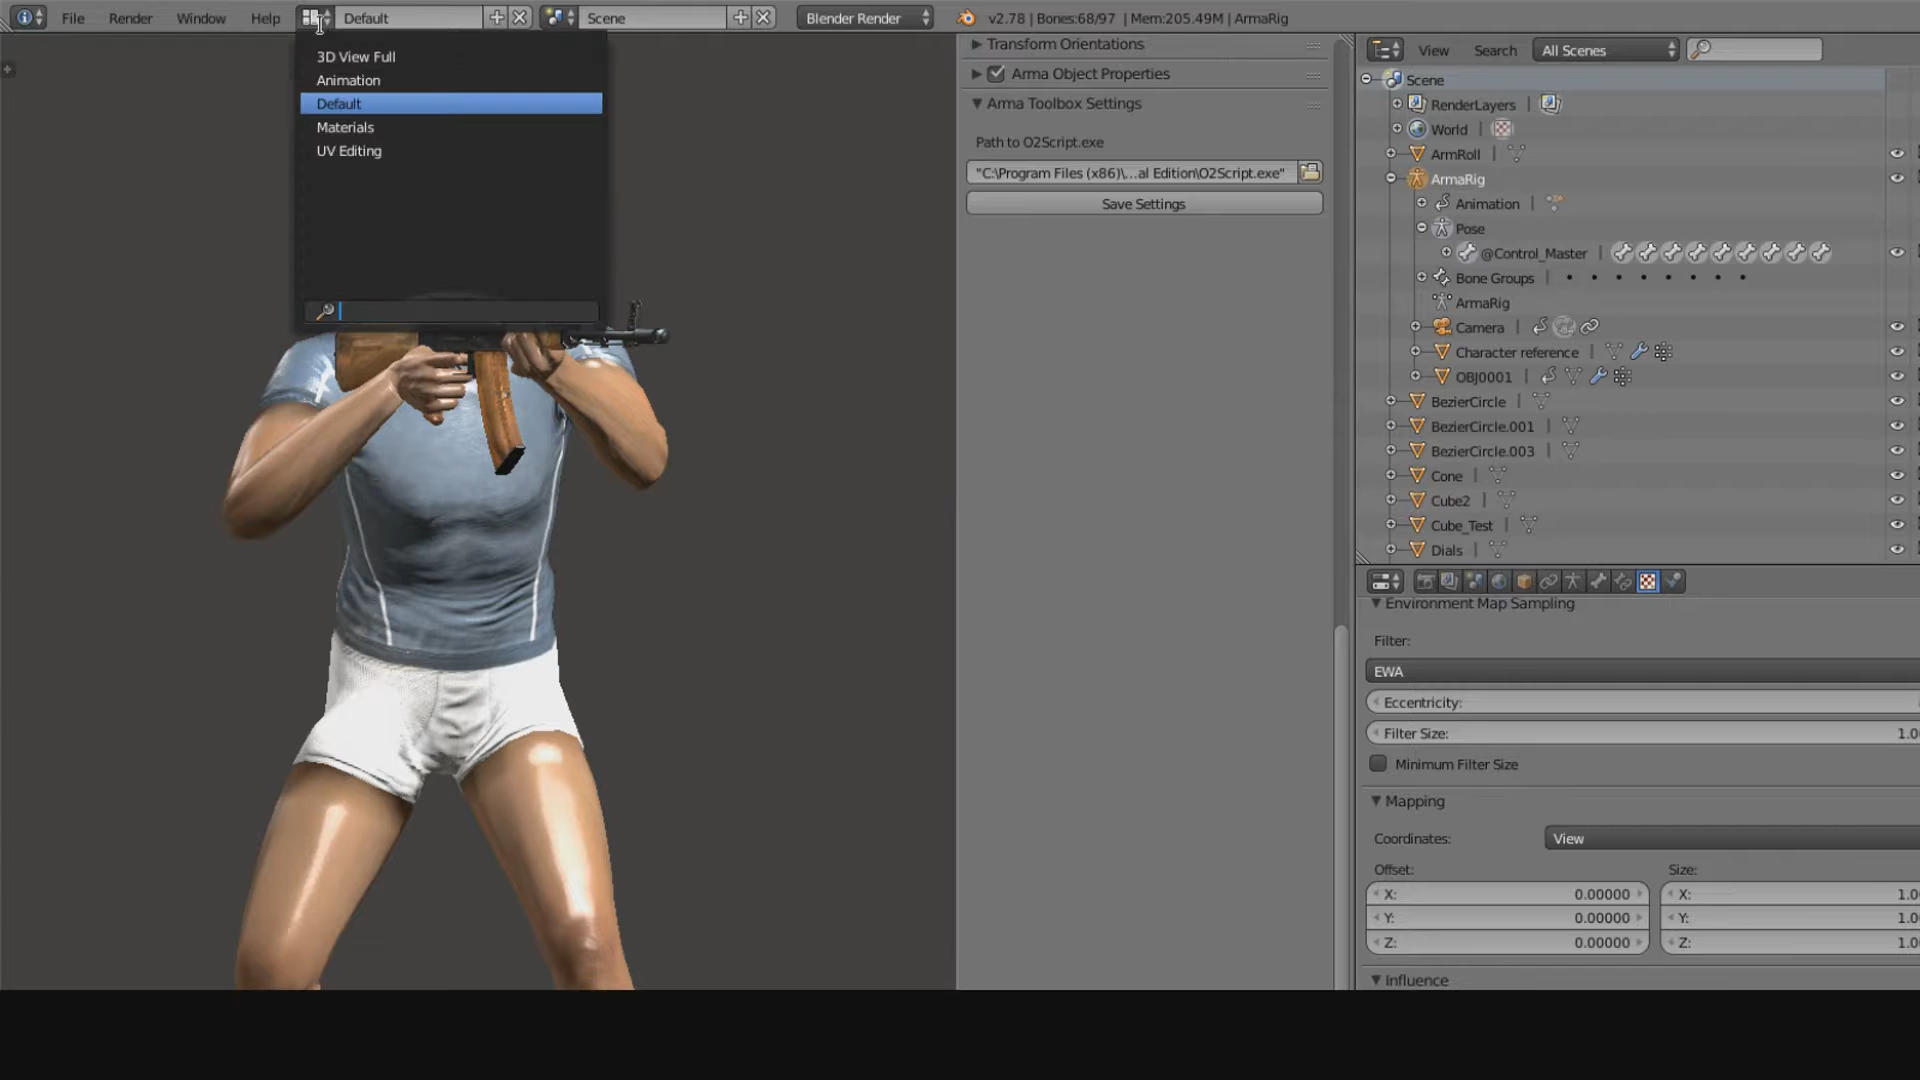 File Render Window Help Default Scene Blender Render v2.78 | Bones:68/97 | Mem:205.49M | ArmaRig
3D View Full
Animation
Default
Materials
UV Editing
Transform Orientations
Arma Object Properties
Arma Toolbox Settings
Path to O2Script.exe
"C:\Program Files (x86)\...al Edition\O2Script.exe"
Save Settings
View Search All Scenes
Scene
RenderLayers |
World |
ArmRoll |
ArmaRig
Animation |
Pose
@Control_Master |
Bone Groups |
ArmaRig
Camera |
Character reference |
OBJ0001 |
BezierCircle |
BezierCircle.001 |
BezierCircle.003 |
Cone |
Cube2 |
Cube_Test |
Dials |
Environment Map Sampling
Filter:
EWA
Eccentricity:
Filter Size: 1.0
Minimum Filter Size
Mapping
Coordinates: View
Offset: Size:
X: 0.00000 X: 1.0
Y: 0.00000 Y: 1.0
Z: 0.00000 Z: 1.0
Influence